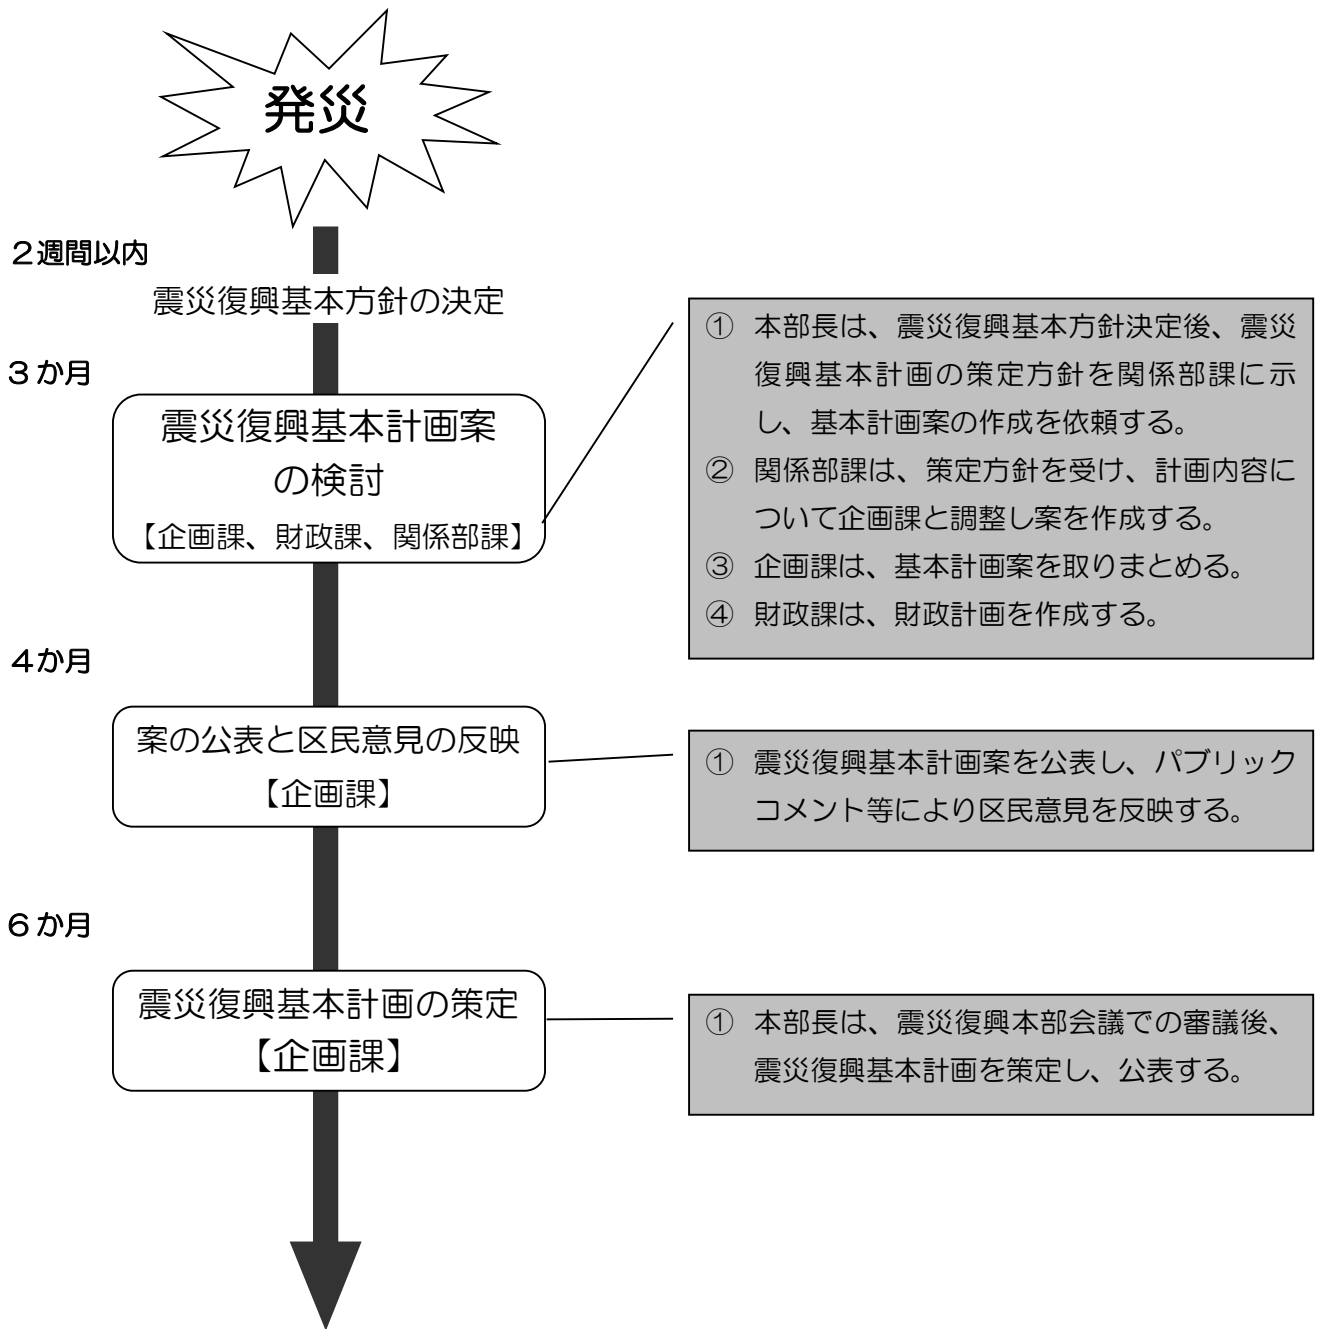 発災
２週間以内
震災復興基本方針の決定
３か月
震災復興基本計画案
の検討
【企画課、財政課、関係部課】
① 本部長は、震災復興基本方針決定後、震災
復興基本計画の策定方針を関係部課に示
し、基本計画案の作成を依頼する。
② 関係部課は、策定方針を受け、計画内容に
ついて企画課と調整し案を作成する。
③ 企画課は、基本計画案を取りまとめる。
④ 財政課は、財政計画を作成する。
４か月
案の公表と区民意見の反映
【企画課】
① 震災復興基本計画案を公表し、パブリック
コメント等により区民意見を反映する。
６か月
震災復興基本計画の策定
【企画課】
① 本部長は、震災復興本部会議での審議後、
震災復興基本計画を策定し、公表する。